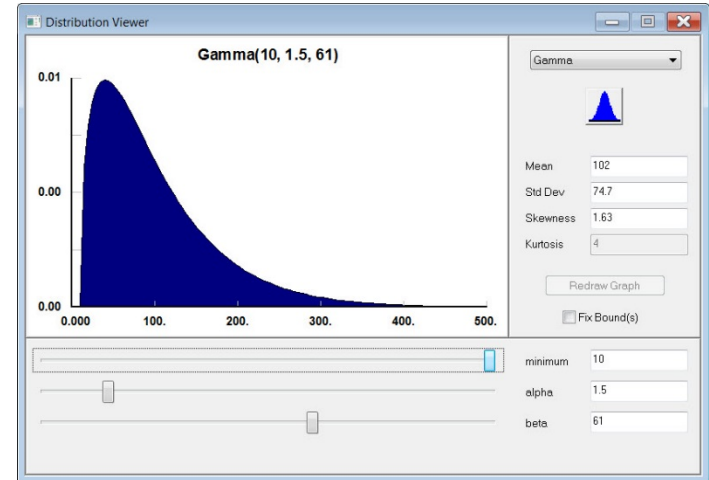 Distribution Viewer
Gamma(10, 1.5, 61)
0.01
0.00
0.00
0.000 100. 200. 300. 400. 500.
Gamma
Mean 102
Std Dev 74.7
Skewness 1.63
Kurtosis 4
Redraw Graph
Fix Bound(s)
minimum 10
alpha 1.5
beta 61